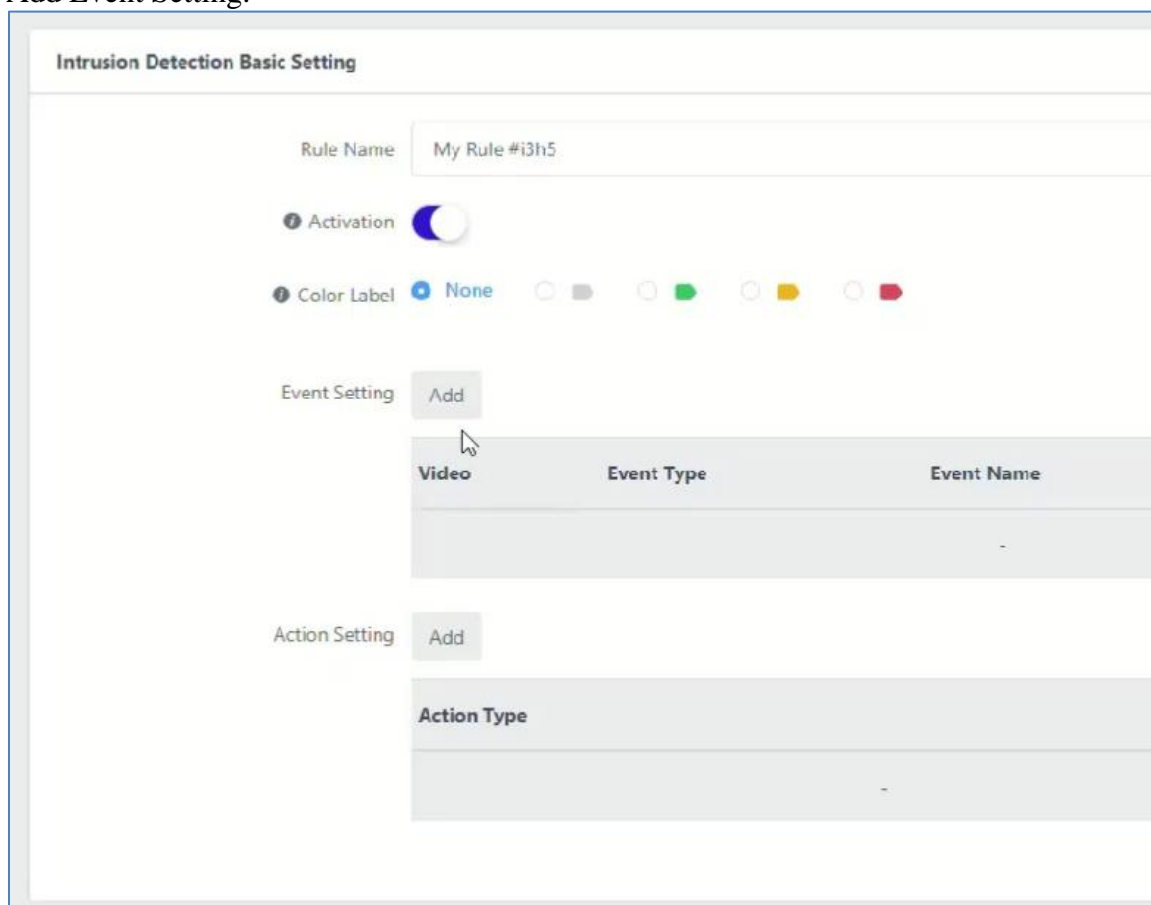 Add Event Setting:
Intrusion Detection Basic Setting
Rule Name My Rule #i3h5
Activation
Color Label None
Event Setting Add
Video Event Type Event Name
-
Action Setting Add
Action Type
-